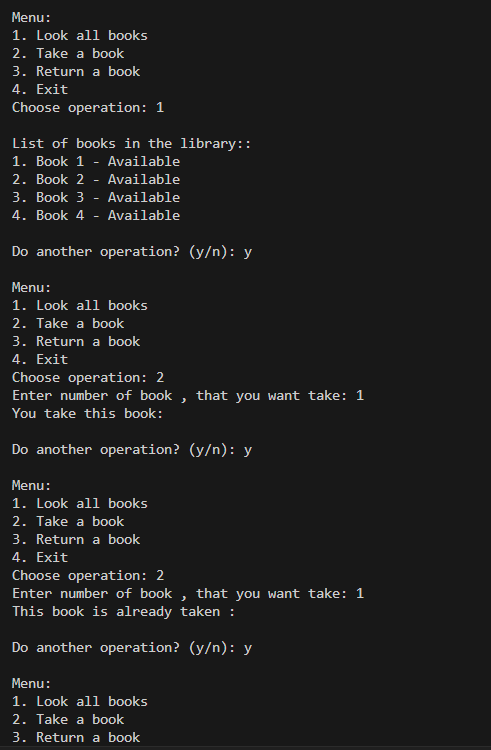 Menu:
1. Look all books
2. Take a book
3. Return a book
4. Exit
Choose operation: 1
List of books in the library::
1. Book 1 - Available
2. Book 2 - Available
3. Book 3 - Available
4. Book 4 - Available
Do another operation? (y/n): y
Menu:
1. Look all books
2. Take a book
3. Return a book
4. Exit
Choose operation: 2
Enter number of book , that you want take: 1
You take this book:
Do another operation? (y/n): y
Menu:
1. Look all books
2. Take a book
3. Return a book
4. Exit
Choose operation: 2
Enter number of book , that you want take: 1
This book is already taken :
Do another operation? (y/n): y
Menu:
1. Look all books
2. Take a book
3. Return a book